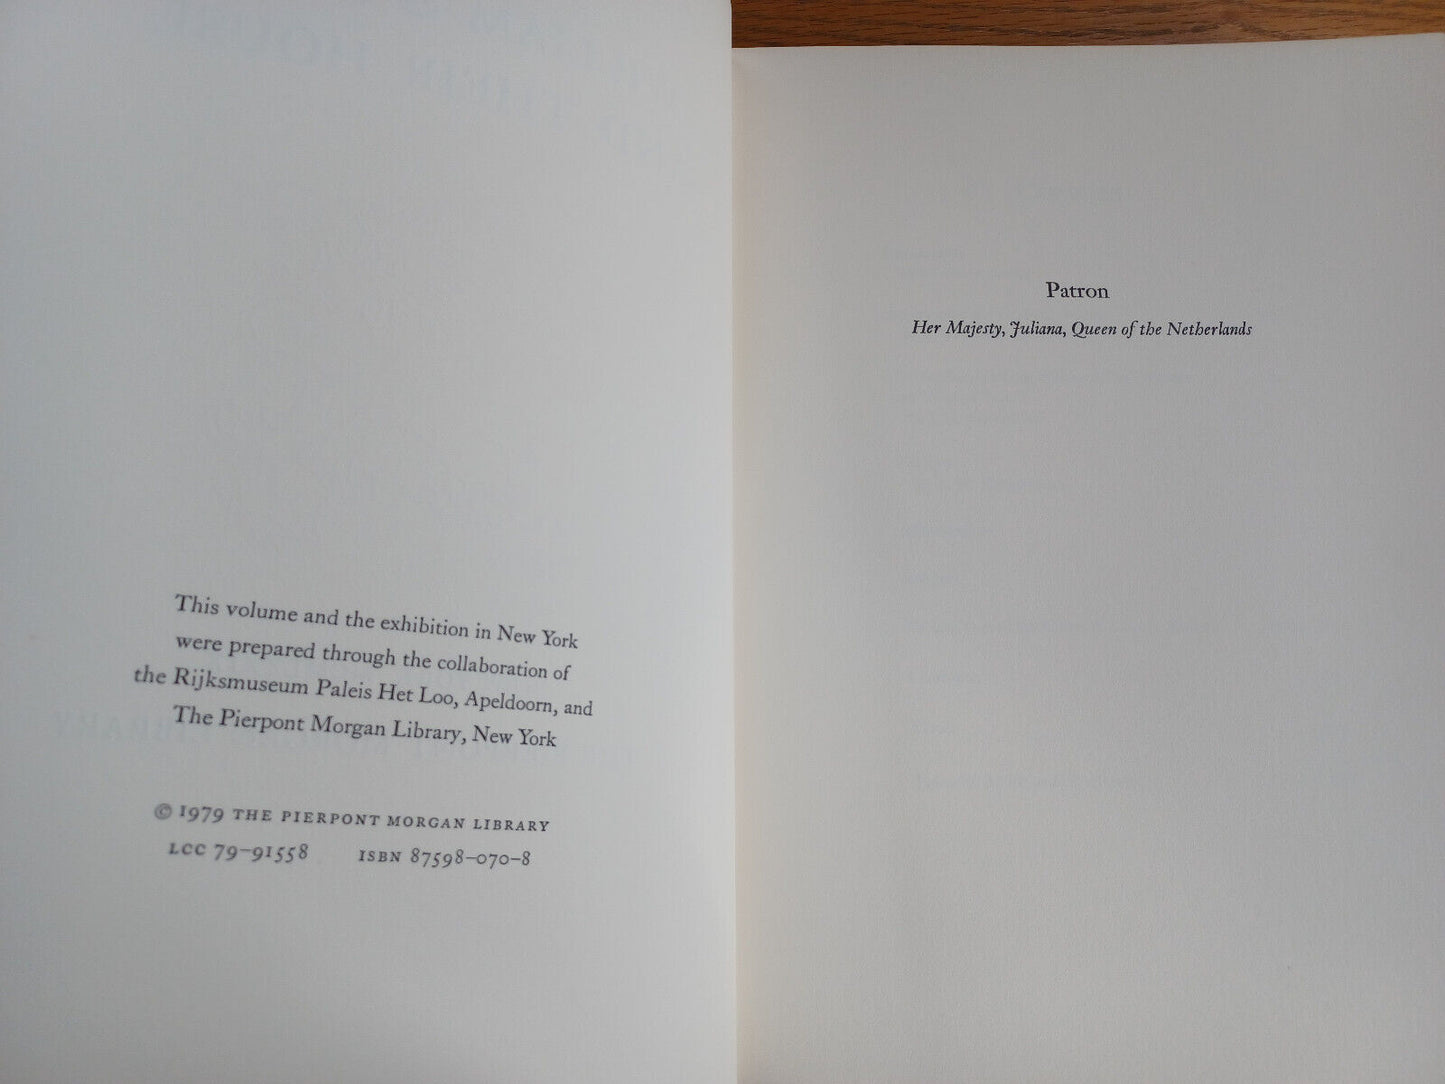 This volume and the exhibition in New York
were prepared through the collaboration of
the Rijksmuseum Paleis Het Loo, Apeldoorn, and
The Pierpont Morgan Library, New York
© 1979 THE PIERPONT MORGAN LIBRARY
LCC 79-91558 ISBN 87598-070-8
Patron
Her Majesty, Juliana, Queen of the Netherlands